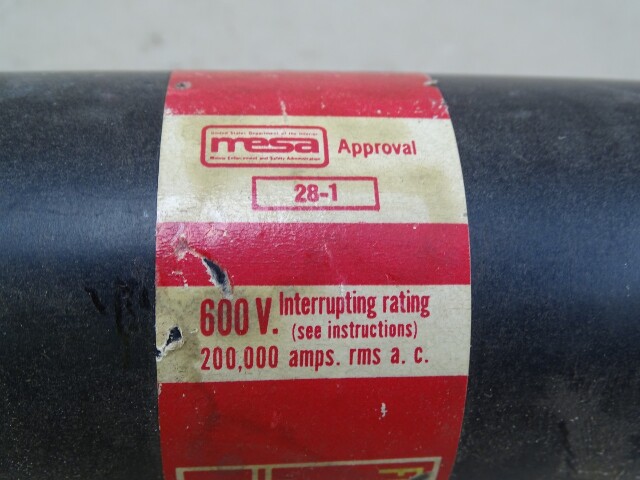 United States Department of the Interior
mesa
Mining Enforcement and Safety Administration
Approval
28-1
600 V. Interrupting rating
(see instructions)
200,000 amps. rms a. c.
F